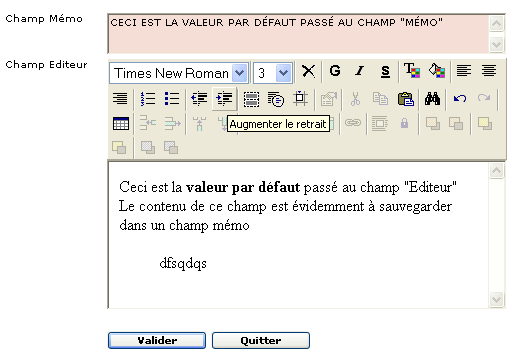 Champ Mémo
CECI EST LA VALEUR PAR DÉFAUT PASSÉ AU CHAMP "MÉMO"
Champ Editeur
Times New Roman 3 G I S T
Augmenter le retrait
Ceci est la valeur par défaut passé au champ "Editeur"
Le contenu de ce champ est évidemment à sauvegarder
dans un champ mémo
dfsqdqs
Valider Quitter